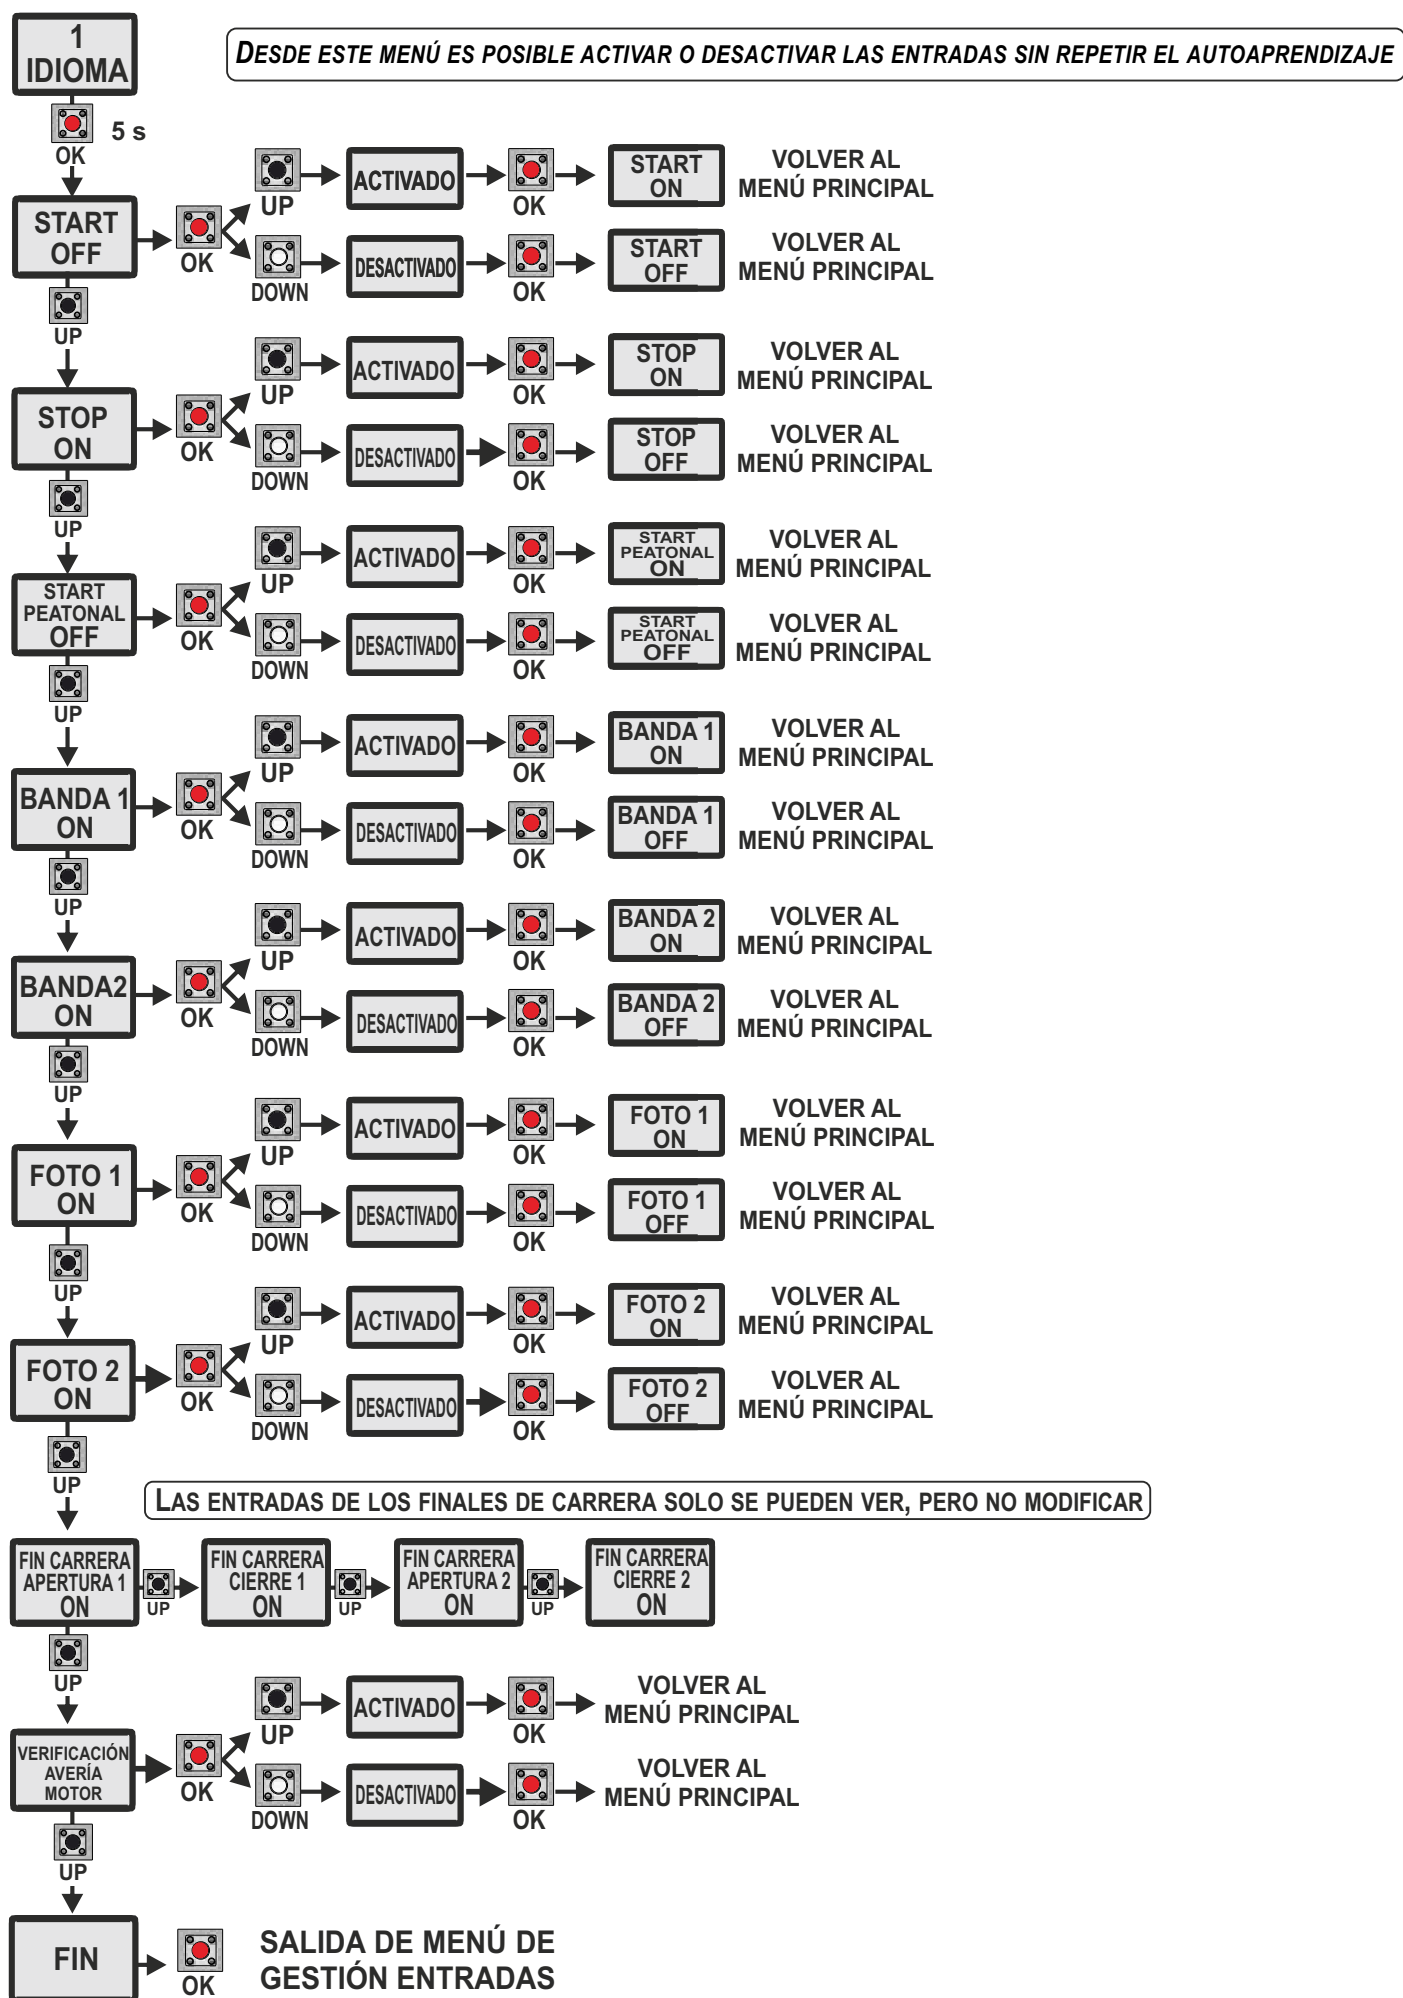 1
IDIOMA
DESDE ESTE MENÚ ES POSIBLE ACTIVAR O DESACTIVAR LAS ENTRADAS SIN REPETIR EL AUTOAPRENDIZAJE
5 s
OK
START
OFF
OK
UP
ACTIVADO
OK
START
ON
VOLVER AL
MENÚ PRINCIPAL
DOWN
DESACTIVADO
OK
START
OFF
VOLVER AL
MENÚ PRINCIPAL
UP
STOP
ON
OK
UP
ACTIVADO
OK
STOP
ON
VOLVER AL
MENÚ PRINCIPAL
DOWN
DESACTIVADO
OK
STOP
OFF
VOLVER AL
MENÚ PRINCIPAL
UP
START
PEATONAL
OFF
OK
UP
ACTIVADO
OK
START
PEATONAL
ON
VOLVER AL
MENÚ PRINCIPAL
DOWN
DESACTIVADO
OK
START
PEATONAL
OFF
VOLVER AL
MENÚ PRINCIPAL
UP
BANDA 1
ON
OK
UP
ACTIVADO
OK
BANDA 1
ON
VOLVER AL
MENÚ PRINCIPAL
DOWN
DESACTIVADO
OK
BANDA 1
OFF
VOLVER AL
MENÚ PRINCIPAL
UP
BANDA2
ON
OK
UP
ACTIVADO
OK
BANDA 2
ON
VOLVER AL
MENÚ PRINCIPAL
DOWN
DESACTIVADO
OK
BANDA 2
OFF
VOLVER AL
MENÚ PRINCIPAL
UP
FOTO 1
ON
OK
UP
ACTIVADO
OK
FOTO 1
ON
VOLVER AL
MENÚ PRINCIPAL
DOWN
DESACTIVADO
OK
FOTO 1
OFF
VOLVER AL
MENÚ PRINCIPAL
UP
FOTO 2
ON
OK
UP
ACTIVADO
OK
FOTO 2
ON
VOLVER AL
MENÚ PRINCIPAL
DOWN
DESACTIVADO
OK
FOTO 2
OFF
VOLVER AL
MENÚ PRINCIPAL
UP
LAS ENTRADAS DE LOS FINALES DE CARRERA SOLO SE PUEDEN VER, PERO NO MODIFICAR
FIN CARRERA
APERTURA 1
ON
UP
FIN CARRERA
CIERRE 1
ON
UP
FIN CARRERA
APERTURA 2
ON
UP
FIN CARRERA
CIERRE 2
ON
UP
VERIFICACIÓN
AVERÍA
MOTOR
OK
UP
ACTIVADO
OK
VOLVER AL
MENÚ PRINCIPAL
DOWN
DESACTIVADO
OK
VOLVER AL
MENÚ PRINCIPAL
UP
FIN
OK
SALIDA DE MENÚ DE
GESTIÓN ENTRADAS